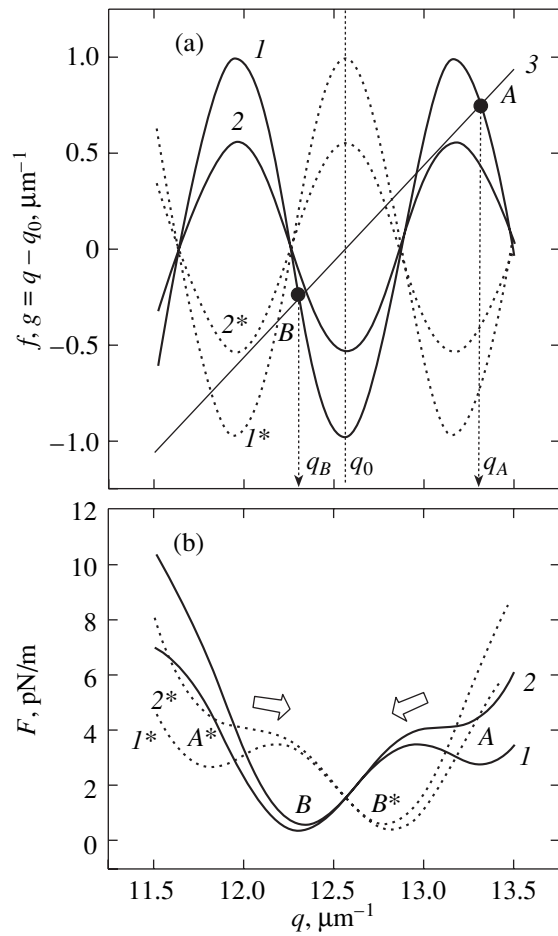 (a)
1
2
3
A
1.0
0.5
0
−0.5
−1.0
f, g = q − q₀, μm⁻¹
2*
B
1*
q_B
q₀
q_A
(b)
12
10
8
6
4
2
0
F, pN/m
2*
1*
A*
B
B*
A
2
1
11.5 12.0 12.5 13.0 13.5
q, μm⁻¹